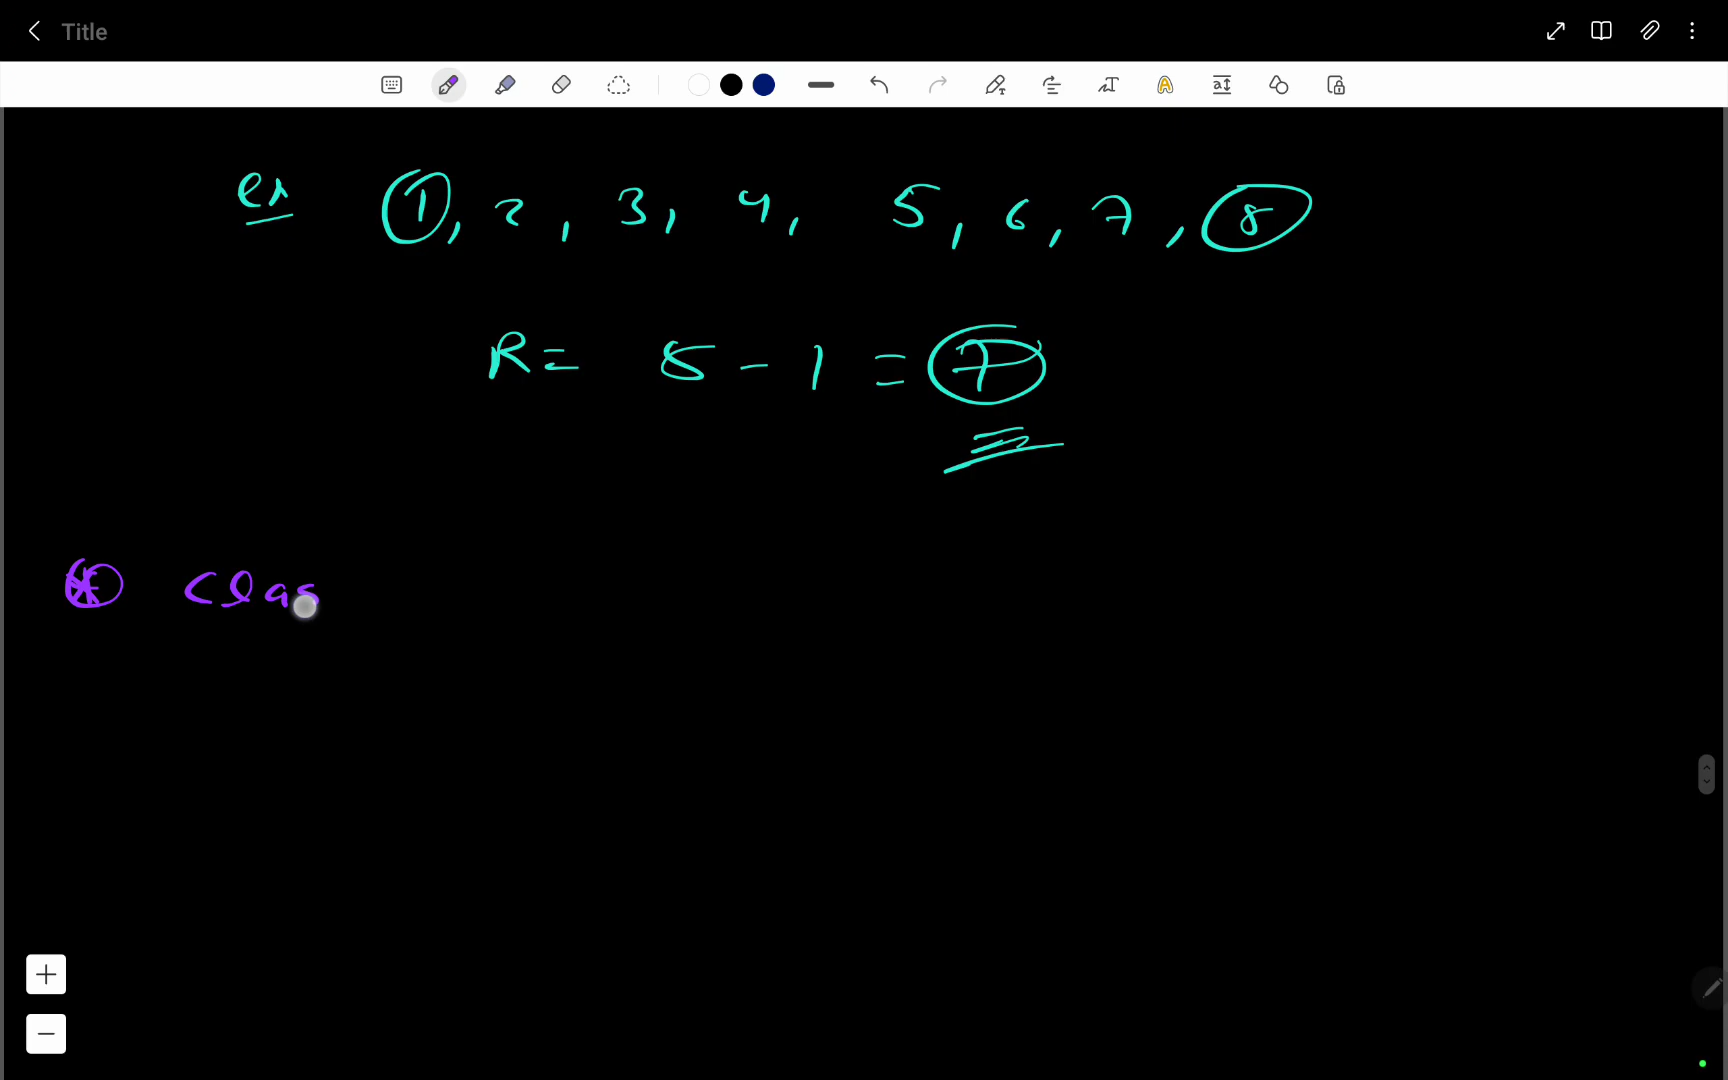 Title
ex 1, 2, 3, 4, 5, 6, 7, 8
R = 8 - 1 = 7
Clas